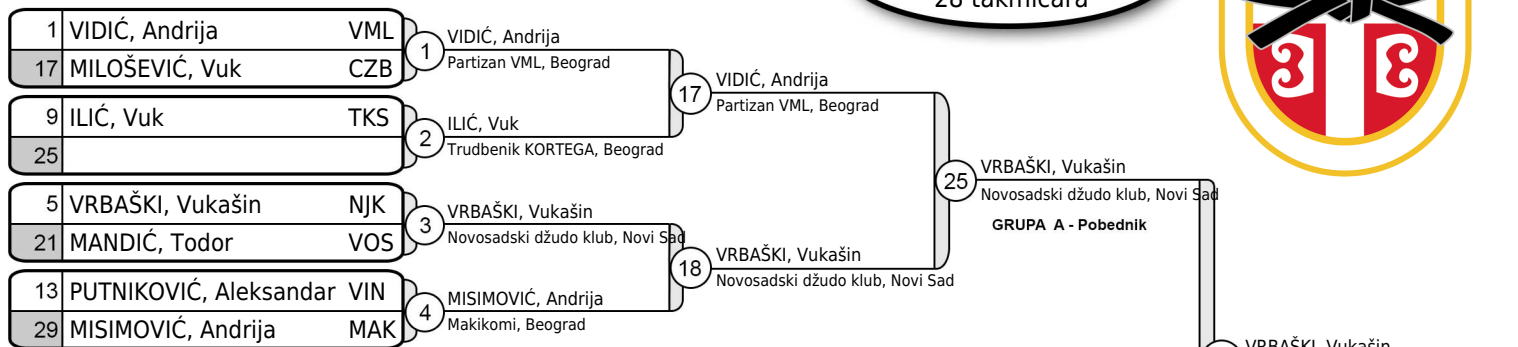 28 takmičara
1 VIDIĆ, Andrija VML
17 MILOŠEVIĆ, Vuk CZB
1
VIDIĆ, Andrija
Partizan VML, Beograd
9 ILIĆ, Vuk TKS
25
2
ILIĆ, Vuk
Trudbenik KORTEGA, Beograd
17
VIDIĆ, Andrija
Partizan VML, Beograd
5 VRBAŠKI, Vukašin NJK
21 MANDIĆ, Todor VOS
3
VRBAŠKI, Vukašin
Novosadski džudo klub, Novi Sad
13 PUTNIKOVIĆ, Aleksandar VIN
29 MISIMOVIĆ, Andrija MAK
4
MISIMOVIĆ, Andrija
Makikomi, Beograd
18
VRBAŠKI, Vukašin
Novosadski džudo klub, Novi Sad
25
VRBAŠKI, Vukašin
Novosadski džudo klub, Novi Sad
GRUPA A - Pobednik
VRBAŠKI, Vukašin